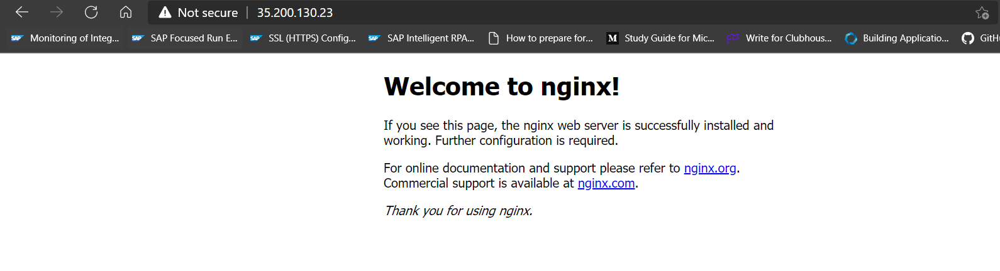 Not secure | 35.200.130.23
SAP Monitoring of Integ... SAP SAP Focused Run E... SAP SSL (HTTPS) Config... SAP SAP Intelligent RPA... How to prepare for... M Study Guide for Mic... Write for Clubhous... Building Applicatio... GitH
Welcome to nginx!
If you see this page, the nginx web server is successfully installed and
working. Further configuration is required.
For online documentation and support please refer to nginx.org.
Commercial support is available at nginx.com.
Thank you for using nginx.